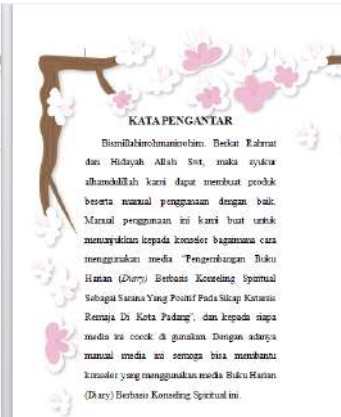 KATA PENGANTAR
Bismillahirrohmanirrohim. Berkat Rahmat
dan Hidayah Allah Swt, maka syukur
alhamdulillah kami dapat membuat produk
beserta manual penggunaan dengan baik.
Manual penggunaan ini kami buat untuk
menunjukkan kepada konselor bagaimana cara
menggunakan media "Pengembangan Buku
Harian (Diary) Berbasis Konseling Spiritual
Sebagai Sarana Yang Positif Pada Sikap Katarsis
Remaja Di Kota Padang", dan kepada siapa
media ini cocok di gunakan. Dengan adanya
manual media ini semoga bisa membantu
konselor yang menggunakan media Buku Harian
(Diary) Berbasis Konseling Spiritual ini.